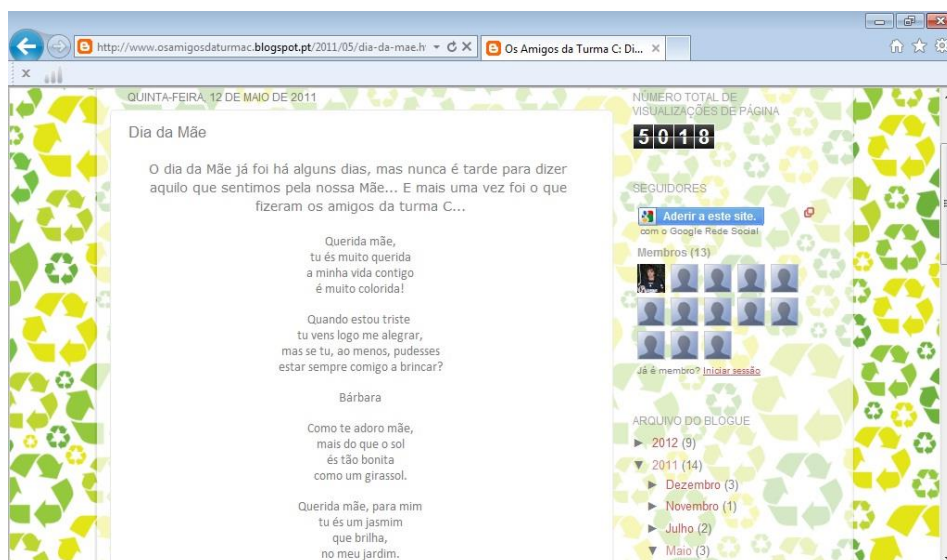 http://www.osamigosdaturmac.blogspot.pt/2011/05/dia-da-mae.h
Os Amigos da Turma C: Di...
QUINTA-FEIRA, 12 DE MAIO DE 2011
Dia da Mãe
O dia da Mãe já foi há alguns dias, mas nunca é tarde para dizer
aquilo que sentimos pela nossa Mãe... E mais uma vez foi o que
fizeram os amigos da turma C...
Querida mãe,
tu és muito querida
a minha vida contigo
é muito colorida!
Quando estou triste
tu vens logo me alegrar,
mas se tu, ao menos, pudesses
estar sempre comigo a brincar?
Bárbara
Como te adoro mãe,
mais do que o sol
és tão bonita
como um girassol.
Querida mãe, para mim
tu és um jasmim
que brilha,
no meu jardim.
NÚMERO TOTAL DE
VISUALIZAÇÕES DE PÁGINA
5018
SEGUIDORES
Aderir a este site.
com o Google Rede Social
Membros (13)
Já é membro? Iniciar sessão
ARQUIVO DO BLOGUE
► 2012 (9)
▼ 2011 (14)
► Dezembro (3)
► Novembro (1)
► Julho (2)
▼ Maio (3)